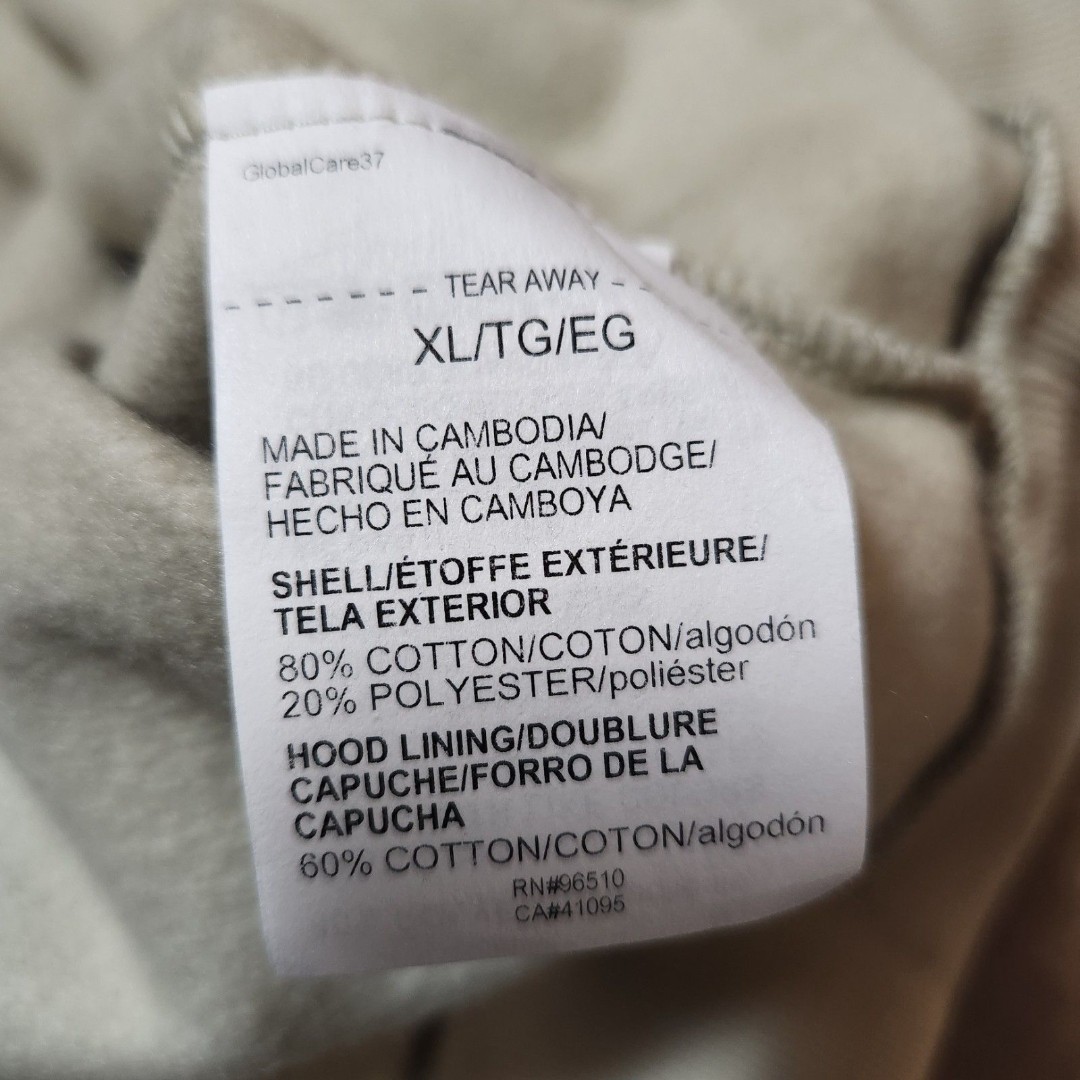 GlobalCare37
TEAR AWAY
XL/TG/EG
MADE IN CAMBODIA/
FABRIQUÉ AU CAMBODGE/
HECHO EN CAMBOYA
SHELL/ÉTOFFE EXTÉRIEURE/
TELA EXTERIOR
80% COTTON/COTON/algodón
20% POLYESTER/poliéster
HOOD LINING/DOUBLURE
CAPUCHE/FORRO DE LA
CAPUCHA
60% COTTON/COTON/algodón
RN#96510
CA#41095